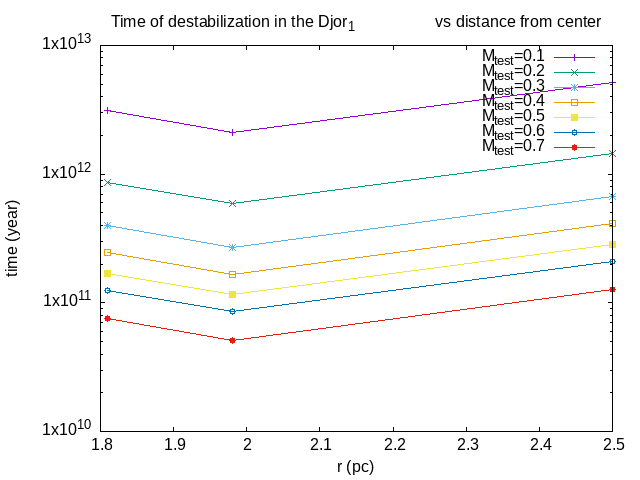 Time of destabilization in the Djor_1 vs distance from center
1x10^13
1x10^12
1x10^11
1x10^10
time (year)
M_test=0.1
M_test=0.2
M_test=0.3
M_test=0.4
M_test=0.5
M_test=0.6
M_test=0.7
1.8 1.9 2 2.1 2.2 2.3 2.4 2.5
r (pc)